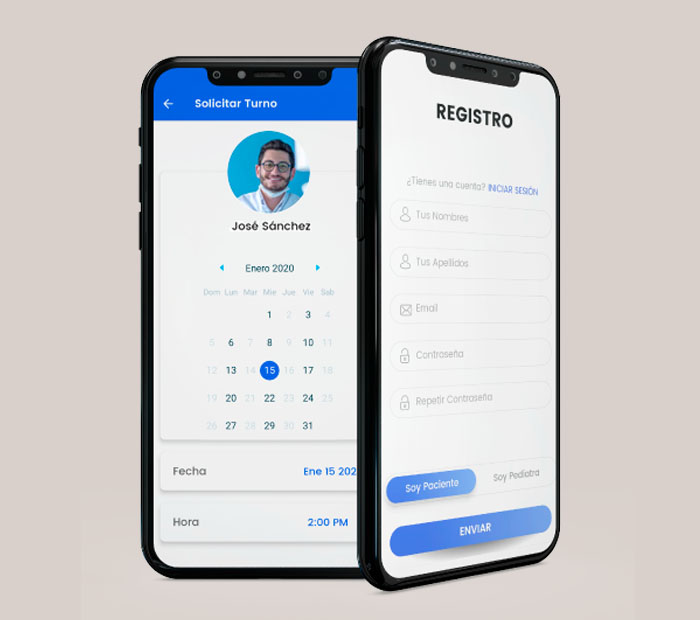 Solicitar Turno
José Sánchez
Enero 2020
Dom Lun Mar Mie Jue Vie Sab
1 2 3 4
5 6 7 8 9 10 11
12 13 14 15 16 17 18
19 20 21 22 23 24 25
26 27 28 29 30 31
Fecha Ene 15 202
Hora 2:00 PM
REGISTRO
¿Tienes una cuenta? INICIAR SESIÓN
Tus Nombres
Tus Apellidos
Email
Contraseña
Repetir Contraseña
Soy Paciente Soy Pediatra
ENVIAR